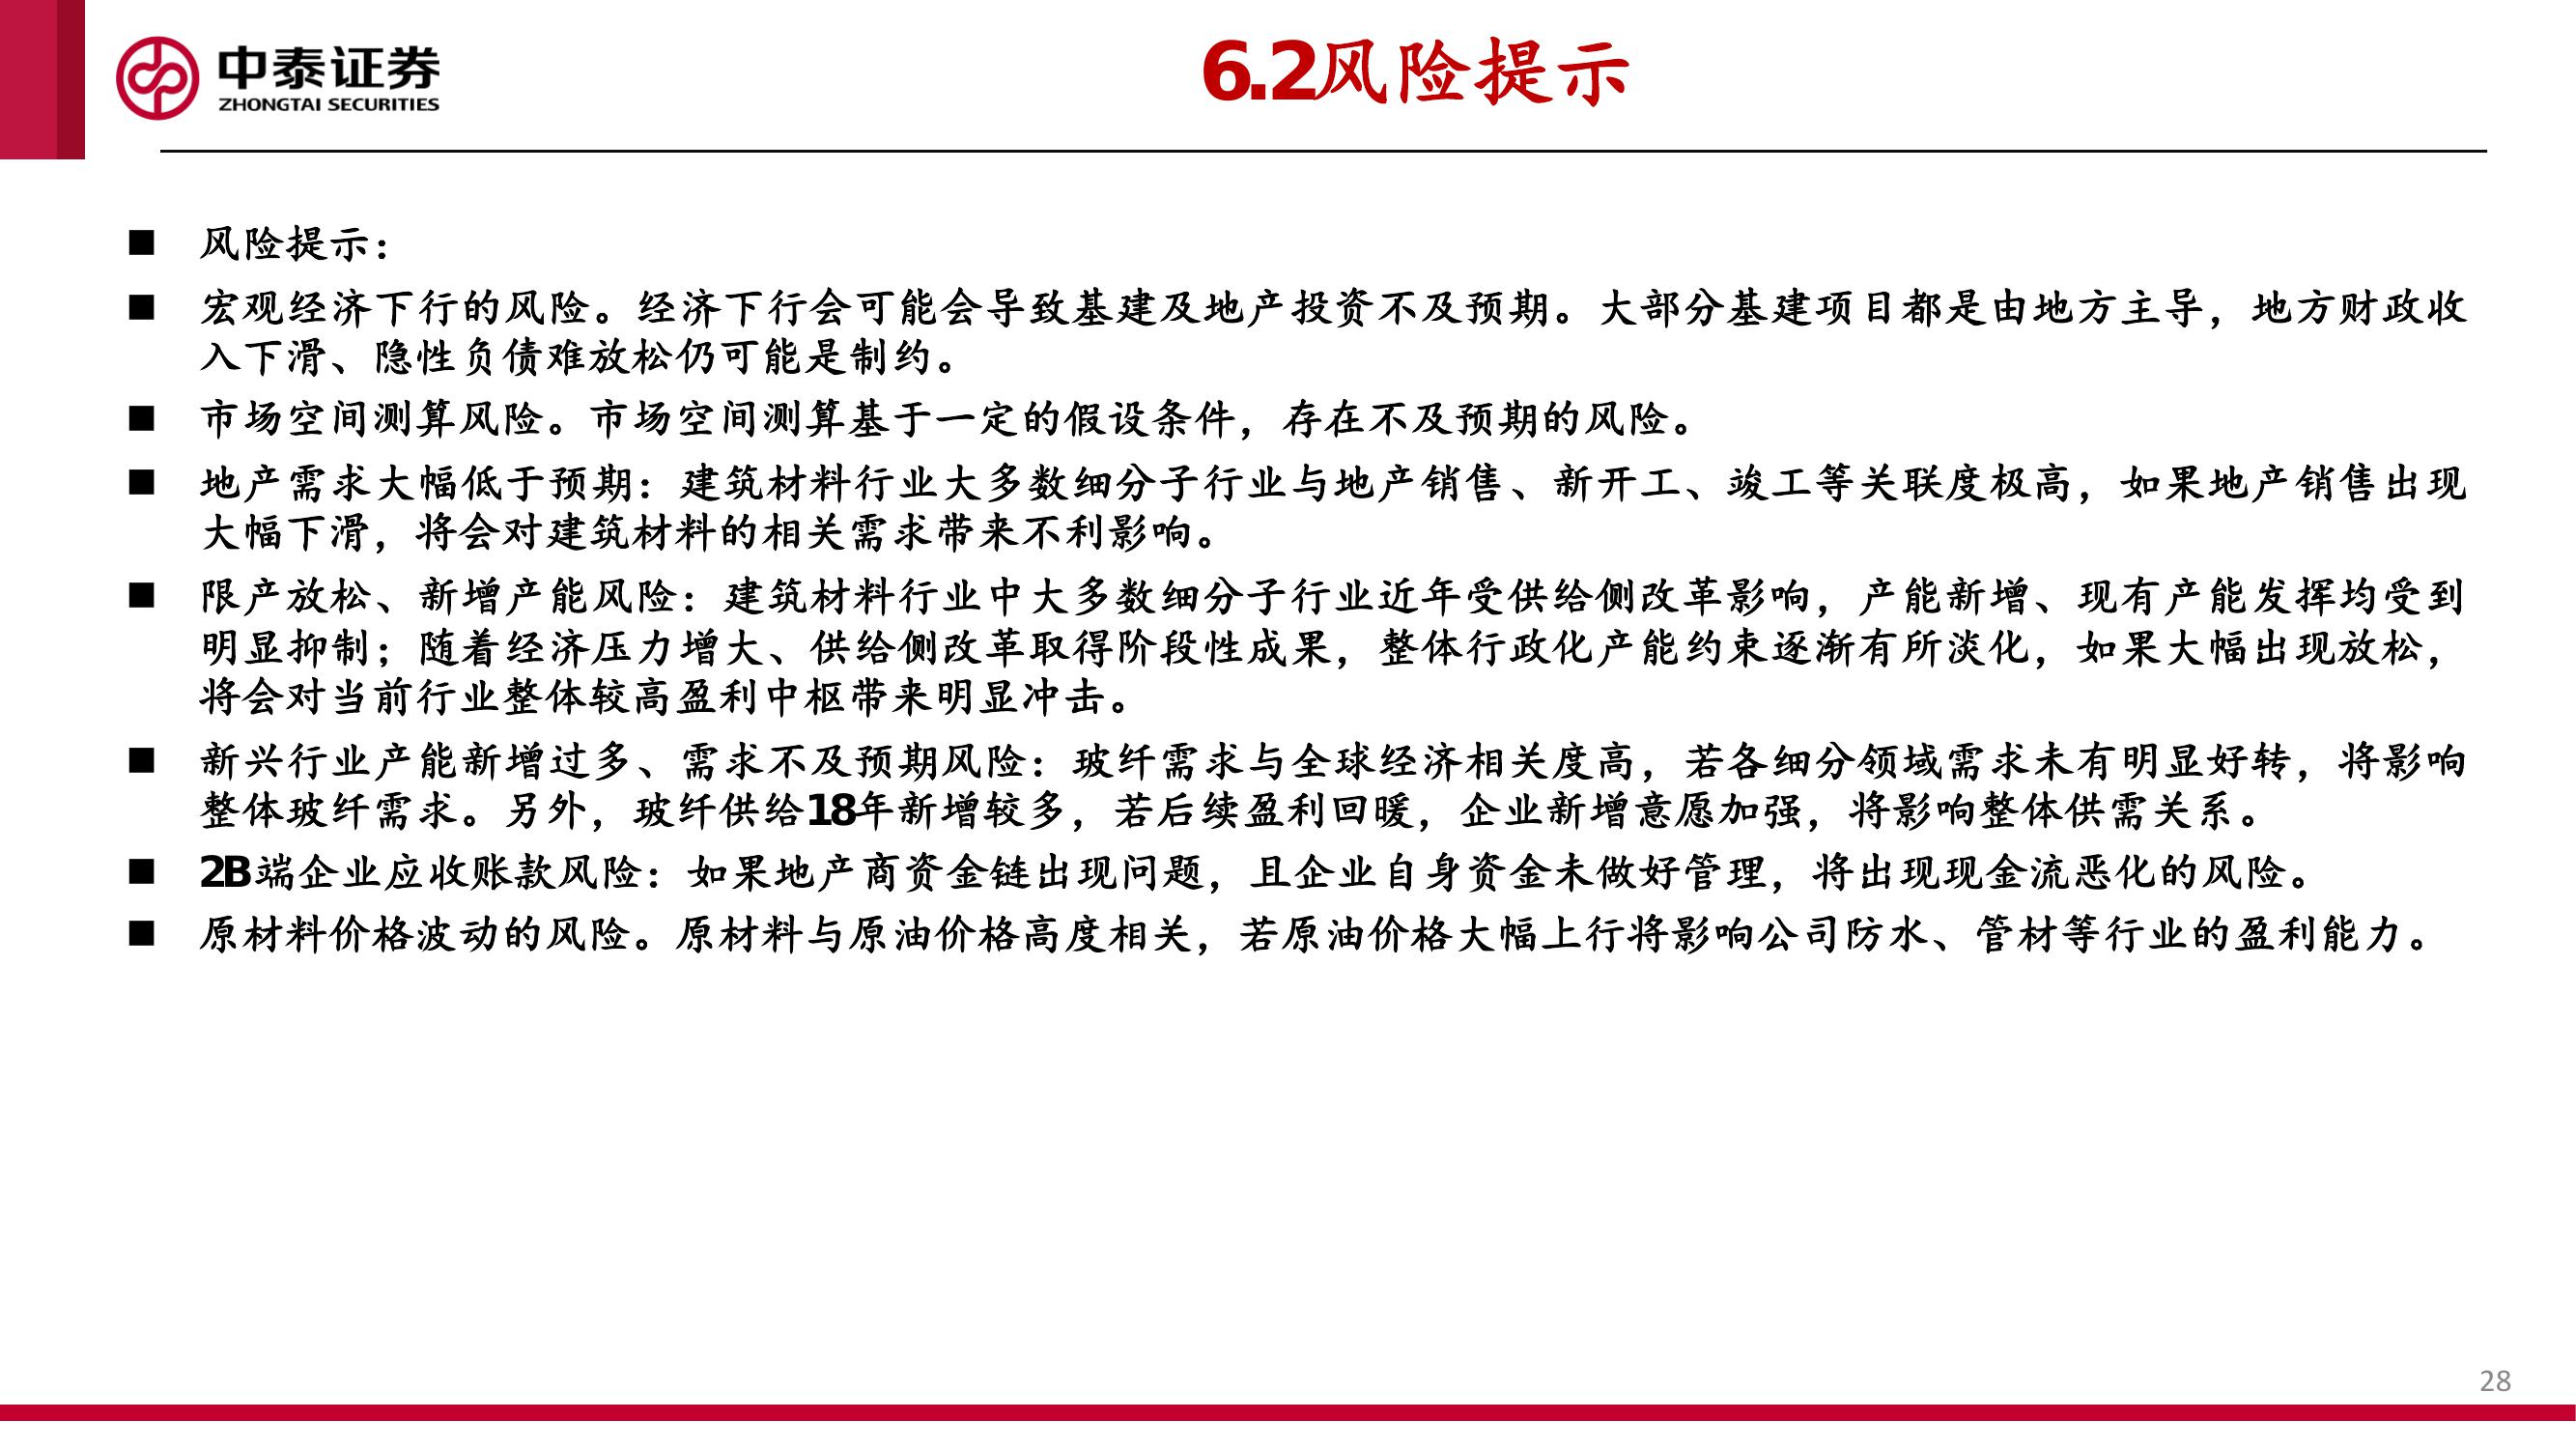 中泰证券
ZHONGTAI SECURITIES
6.2风险提示
■ 风险提示：
■ 宏观经济下行的风险。经济下行会可能会导致基建及地产投资不及预期。大部分基建项目都是由地方主导，地方财政收
入下滑、隐性负债难放松仍可能是制约。
■ 市场空间测算风险。市场空间测算基于一定的假设条件，存在不及预期的风险。
■ 地产需求大幅低于预期：建筑材料行业大多数细分子行业与地产销售、新开工、竣工等关联度极高，如果地产销售出现
大幅下滑，将会对建筑材料的相关需求带来不利影响。
■ 限产放松、新增产能风险：建筑材料行业中大多数细分子行业近年受供给侧改革影响，产能新增、现有产能发挥均受到
明显抑制；随着经济压力增大、供给侧改革取得阶段性成果，整体行政化产能约束逐渐有所淡化，如果大幅出现放松，
将会对当前行业整体较高盈利中枢带来明显冲击。
■ 新兴行业产能新增过多、需求不及预期风险：玻纤需求与全球经济相关度高，若各细分领域需求未有明显好转，将影响
整体玻纤需求。另外，玻纤供给18年新增较多，若后续盈利回暖，企业新增意愿加强，将影响整体供需关系。
■ 2B端企业应收账款风险：如果地产商资金链出现问题，且企业自身资金未做好管理，将出现现金流恶化的风险。
■ 原材料价格波动的风险。原材料与原油价格高度相关，若原油价格大幅上行将影响公司防水、管材等行业的盈利能力。
28